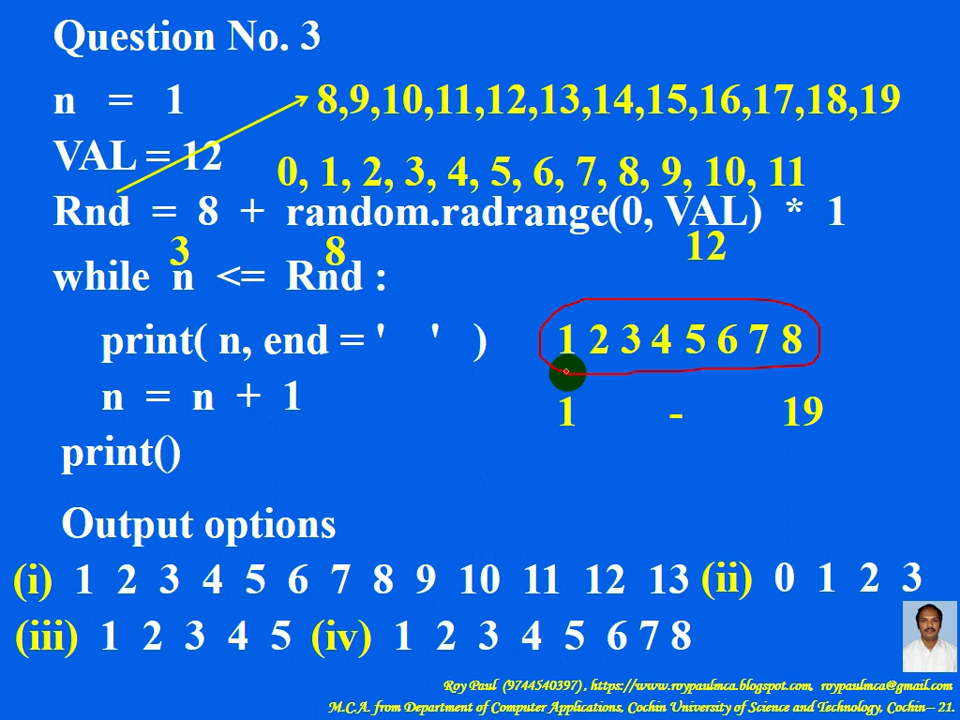 Question No. 3
n = 1 8,9,10,11,12,13,14,15,16,17,18,19
VAL = 12
0, 1, 2, 3, 4, 5, 6, 7, 8, 9, 10, 11
Rnd = 8 + random.radrange(0, VAL) * 1
3 8 12
while n <= Rnd :
print( n, end = ' ' ) 1 2 3 4 5 6 7 8
n = n + 1 1 - 19
print()
Output options
(i) 1 2 3 4 5 6 7 8 9 10 11 12 13 (ii) 0 1 2 3
(iii) 1 2 3 4 5 (iv) 1 2 3 4 5 6 7 8
Roy Paul (9744540397) , https://www.roypaulmca.blogspot.com, roypaulmca@gmail.com
M.C.A. from Department of Computer Applications, Cochin University of Science and Technology, Cochin– 21.